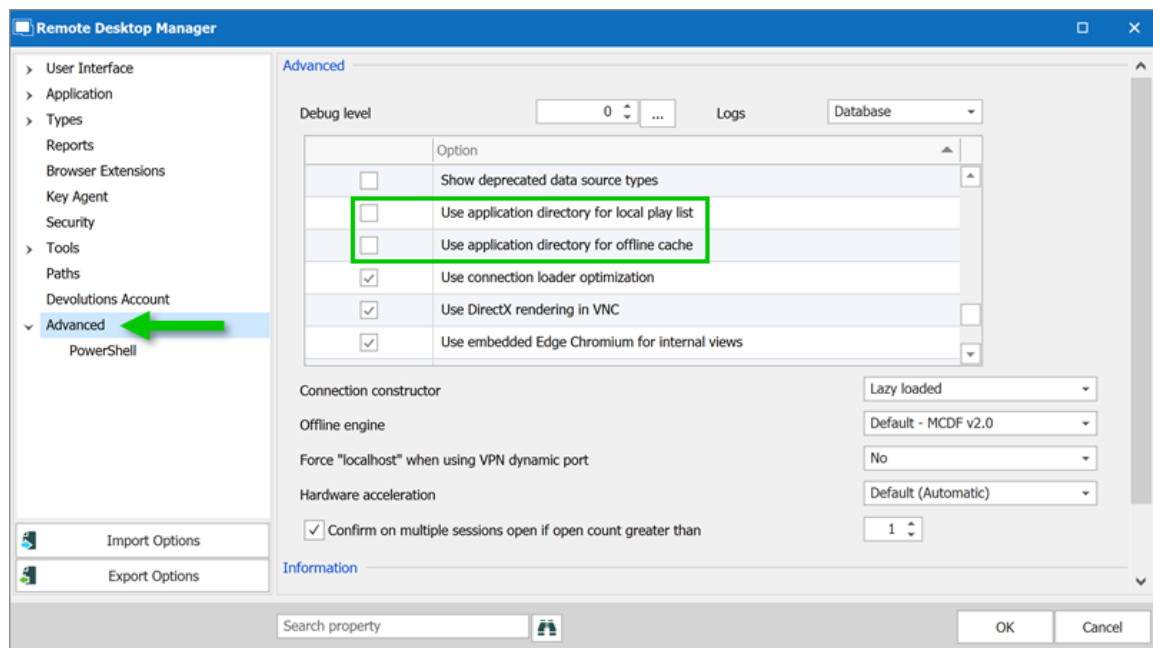 Remote Desktop Manager
User Interface
Application
Types
Reports
Browser Extensions
Key Agent
Security
Tools
Paths
Devolutions Account
Advanced
PowerShell
Import Options
Export Options
Advanced
Debug level 0 ... Logs Database
Option
Show deprecated data source types
Use application directory for local play list
Use application directory for offline cache
Use connection loader optimization
Use DirectX rendering in VNC
Use embedded Edge Chromium for internal views
Connection constructor Lazy loaded
Offline engine Default - MCDF v2.0
Force "localhost" when using VPN dynamic port No
Hardware acceleration Default (Automatic)
Confirm on multiple sessions open if open count greater than 1
Information
Search property
OK Cancel